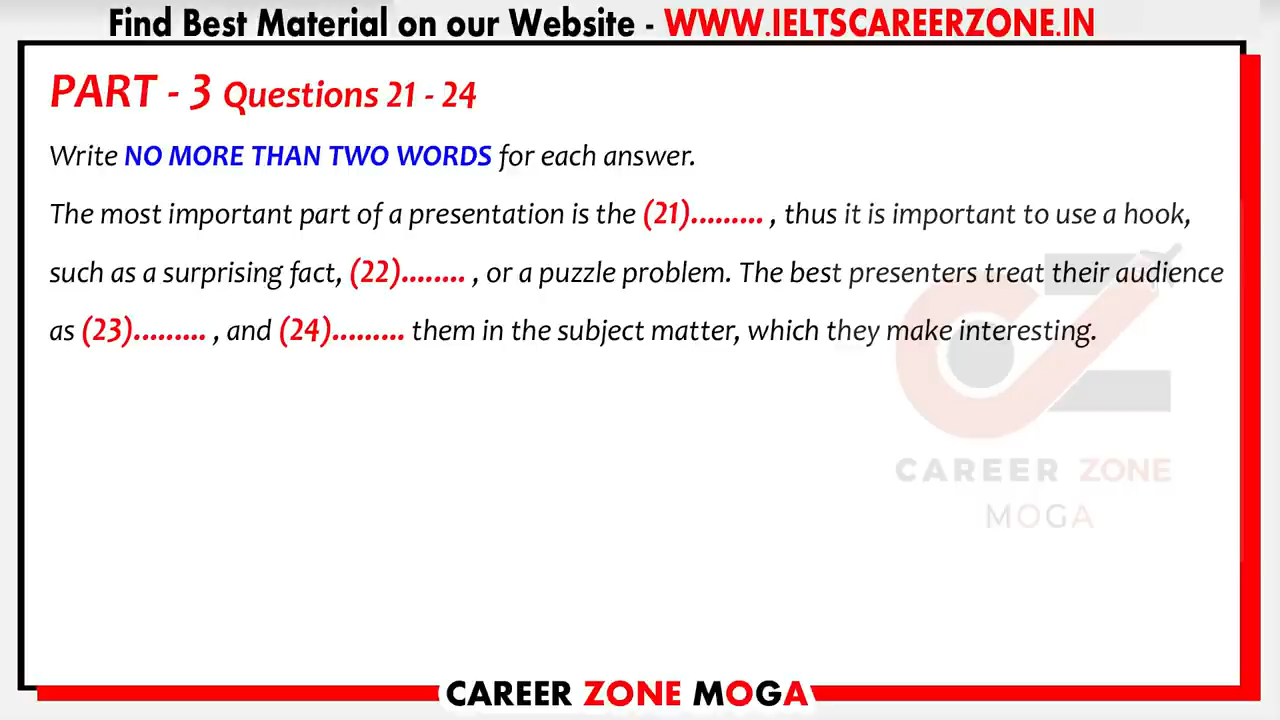 Find Best Material on our Website - WWW.IELTSCAREERZONE.IN
PART - 3 Questions 21 - 24
Write NO MORE THAN TWO WORDS for each answer.
The most important part of a presentation is the (21)......... , thus it is important to use a hook,
such as a surprising fact, (22)........ , or a puzzle problem. The best presenters treat their audience
as (23)......... , and (24)......... them in the subject matter, which they make interesting.
CAREER ZONE
MOGA
CAREER ZONE MOGA